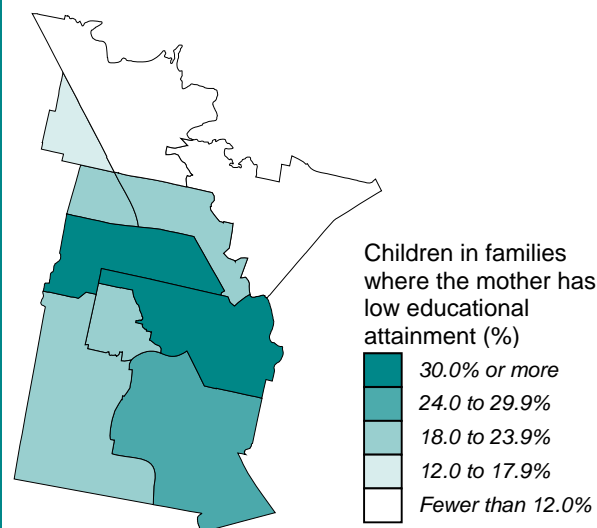 Children in families
where the mother has
low educational
attainment (%)
30.0% or more
24.0 to 29.9%
18.0 to 23.9%
12.0 to 17.9%
Fewer than 12.0%